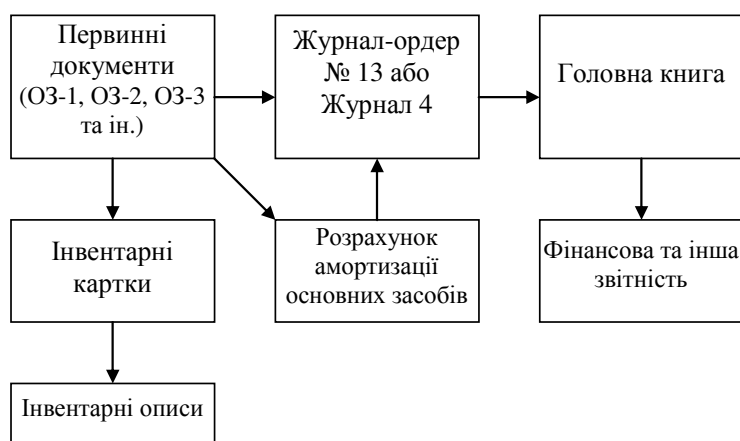 Первинні
документи
(ОЗ-1, ОЗ-2, ОЗ-3
та ін.)
Журнал-ордер
№ 13 або
Журнал 4
Головна книга
Інвентарні
картки
Розрахунок
амортизації
основних засобів
Фінансова та інша
звітність
Інвентарні описи